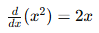 d/dx (x²) = 2x